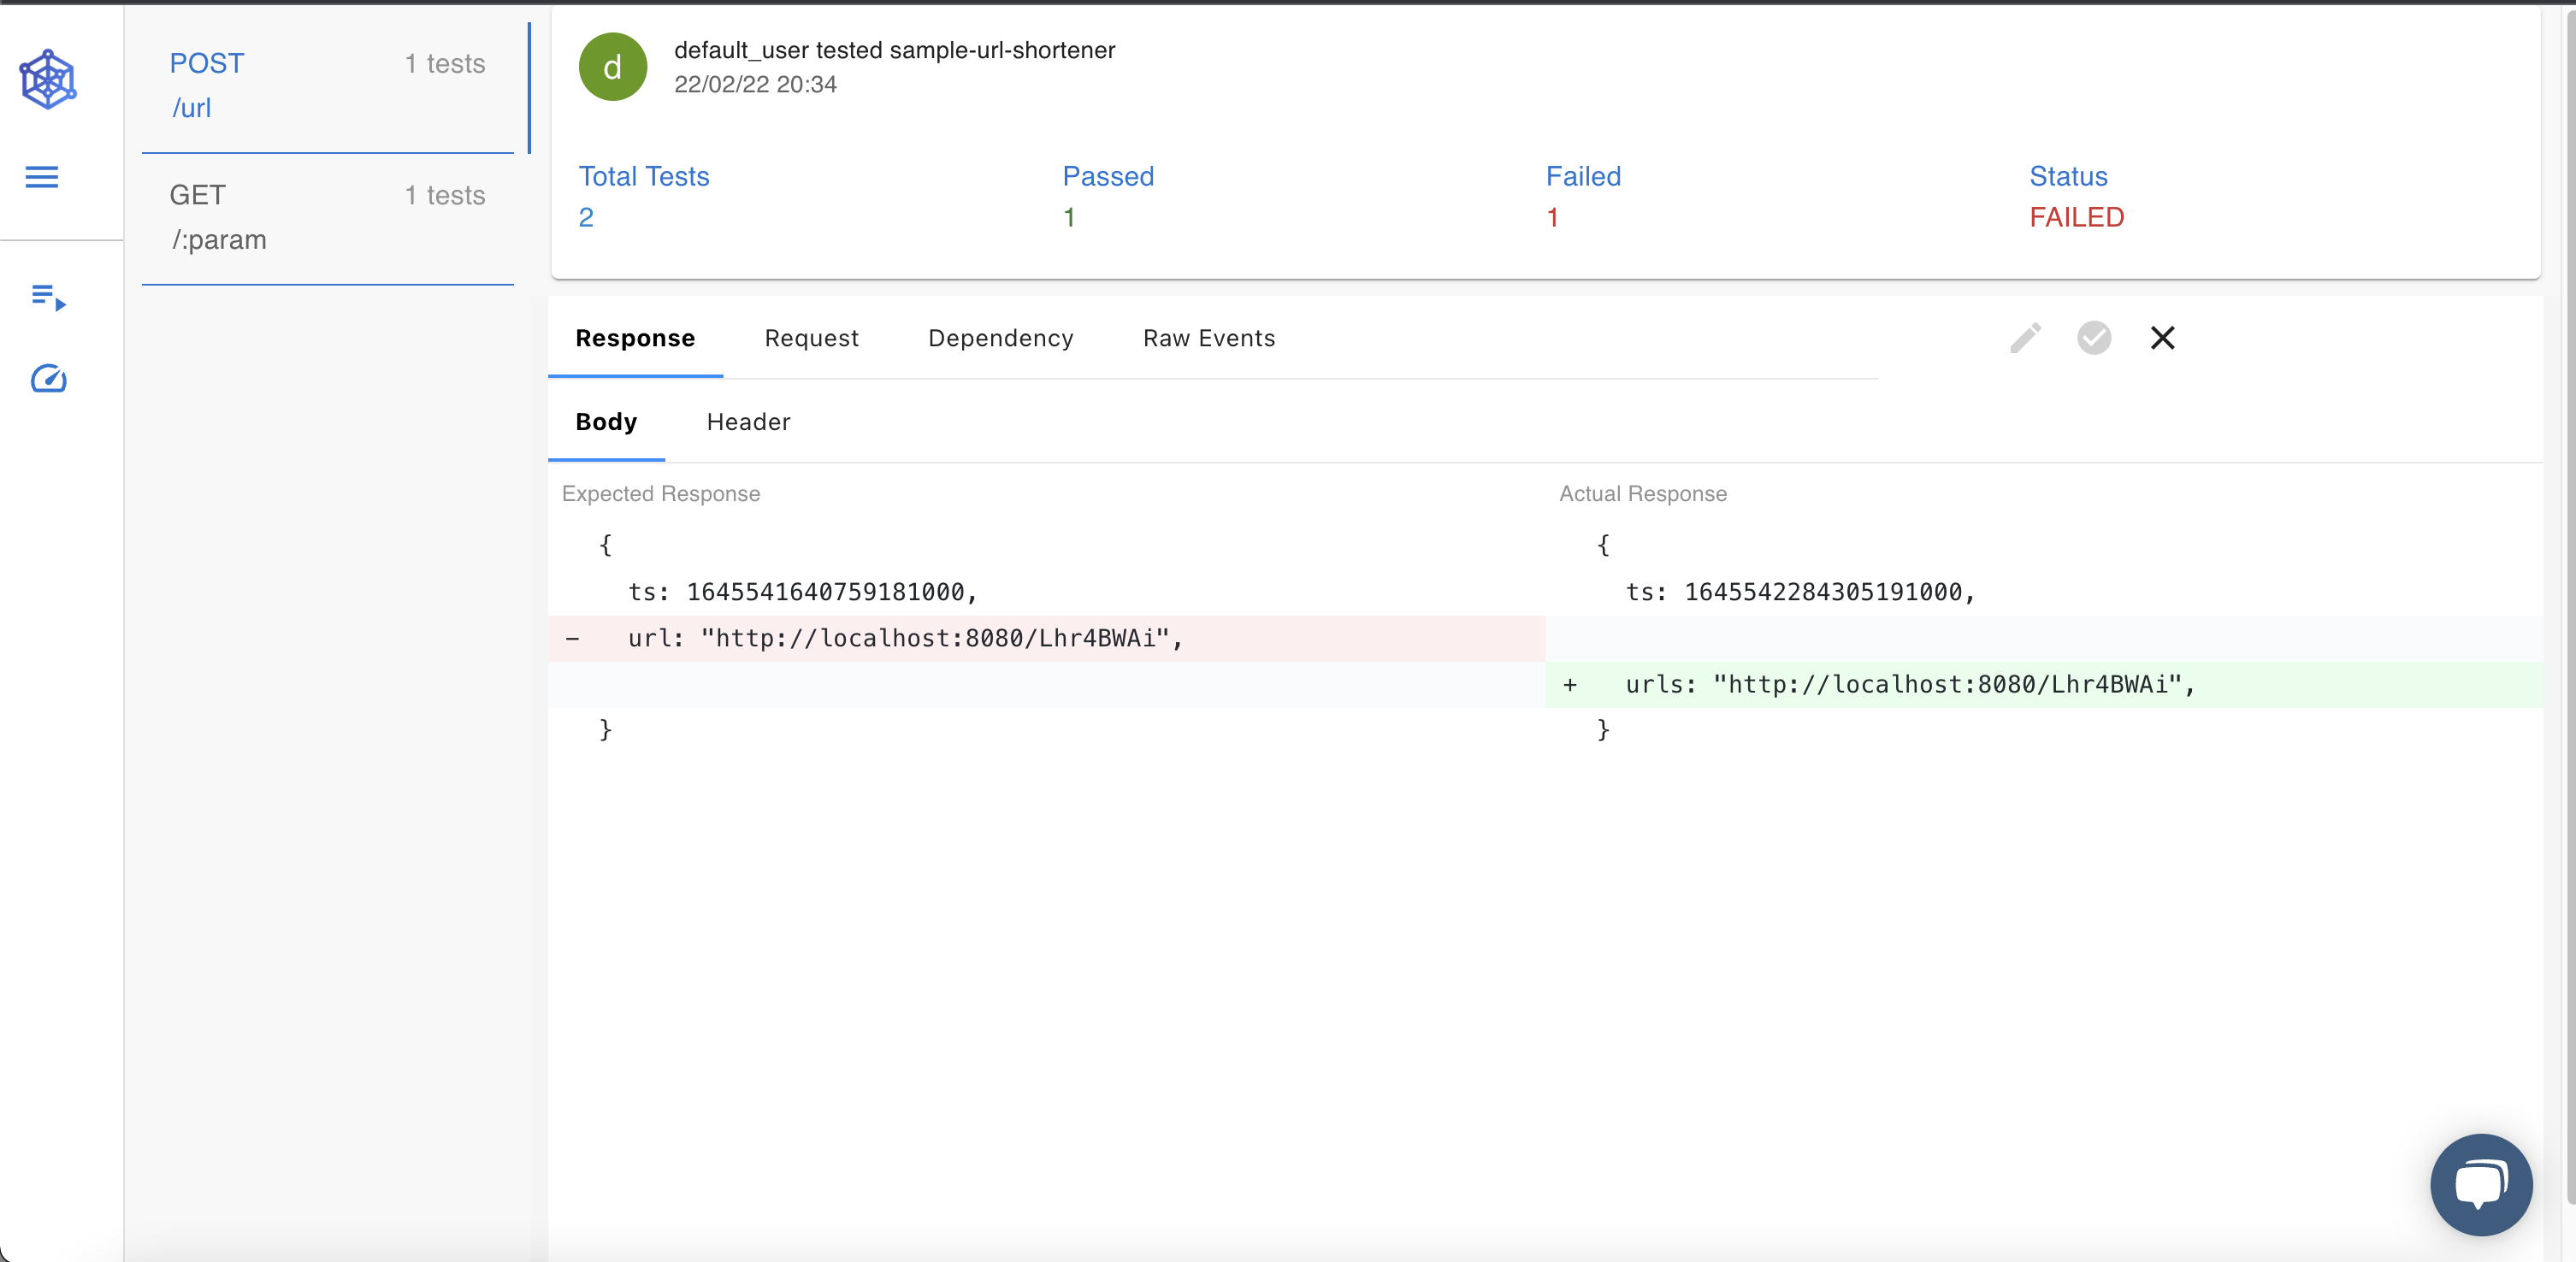 POST 1 tests
/url
GET 1 tests
/:param
d
default_user tested sample-url-shortener
22/02/22 20:34
Total Tests Passed Failed Status
2 1 1 FAILED
Response Request Dependency Raw Events
Body Header
Expected Response Actual Response
{ {
ts: 1645541640759181000, ts: 1645542284305191000,
- url: "http://localhost:8080/Lhr4BWAi",
+ urls: "http://localhost:8080/Lhr4BWAi",
} }